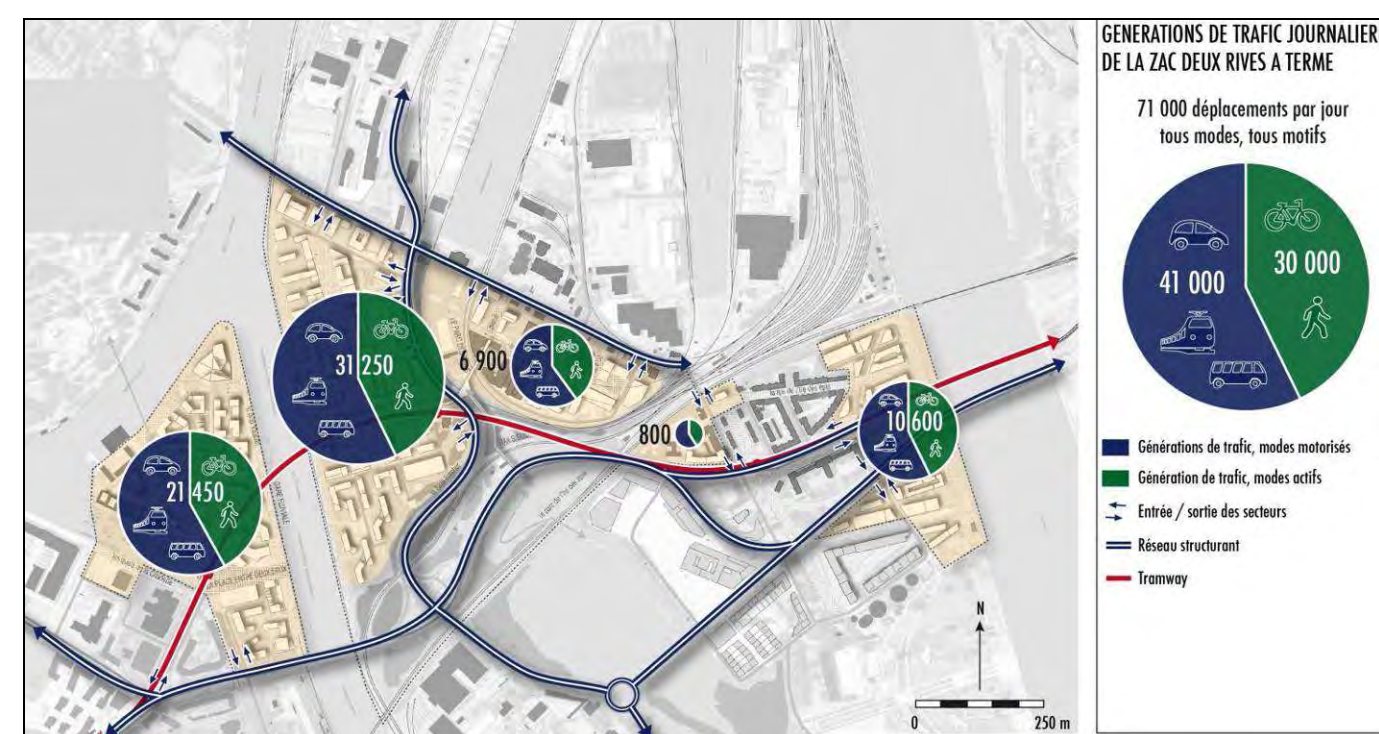 GENERATIONS DE TRAFIC JOURNALIER
DE LA ZAC DEUX RIVES A TERME
71 000 déplacements par jour
tous modes, tous motifs
41 000
30 000
Générations de trafic, modes motorisés
Génération de trafic, modes actifs
Entrée / sortie des secteurs
Réseau structurant
Tramway
31 250
6 900
800
10 600
21 450
N
0
250 m